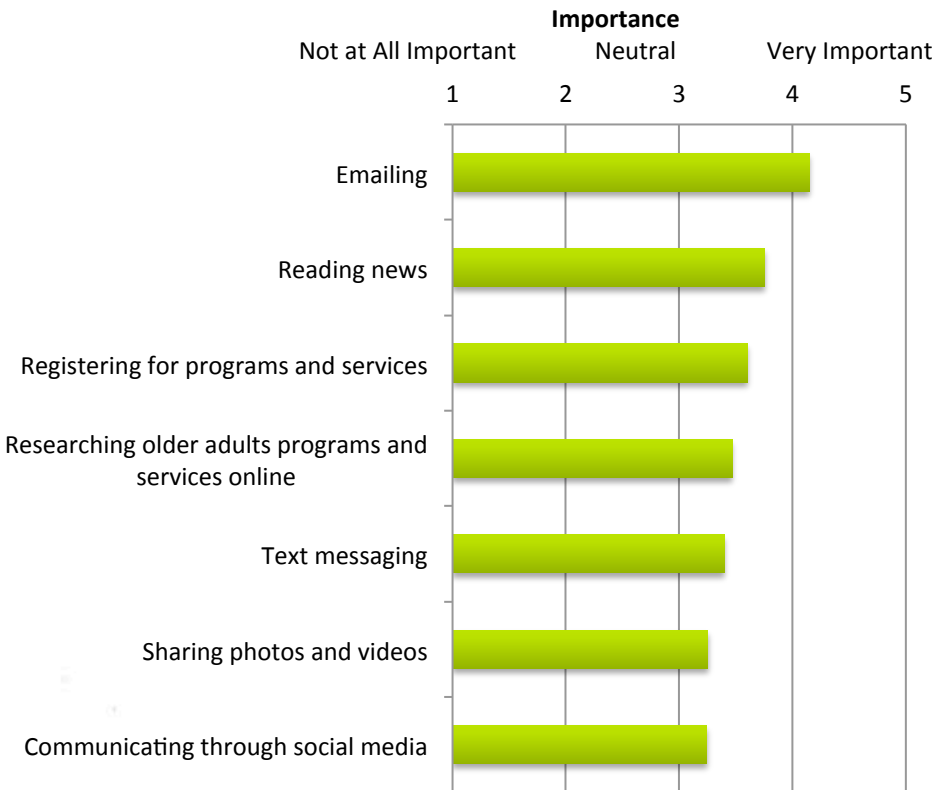 Importance
Not at All Important Neutral Very Important
1 2 3 4 5
Emailing
Reading news
Registering for programs and services
Researching older adults programs and
services online
Text messaging
Sharing photos and videos
Communicating through social media